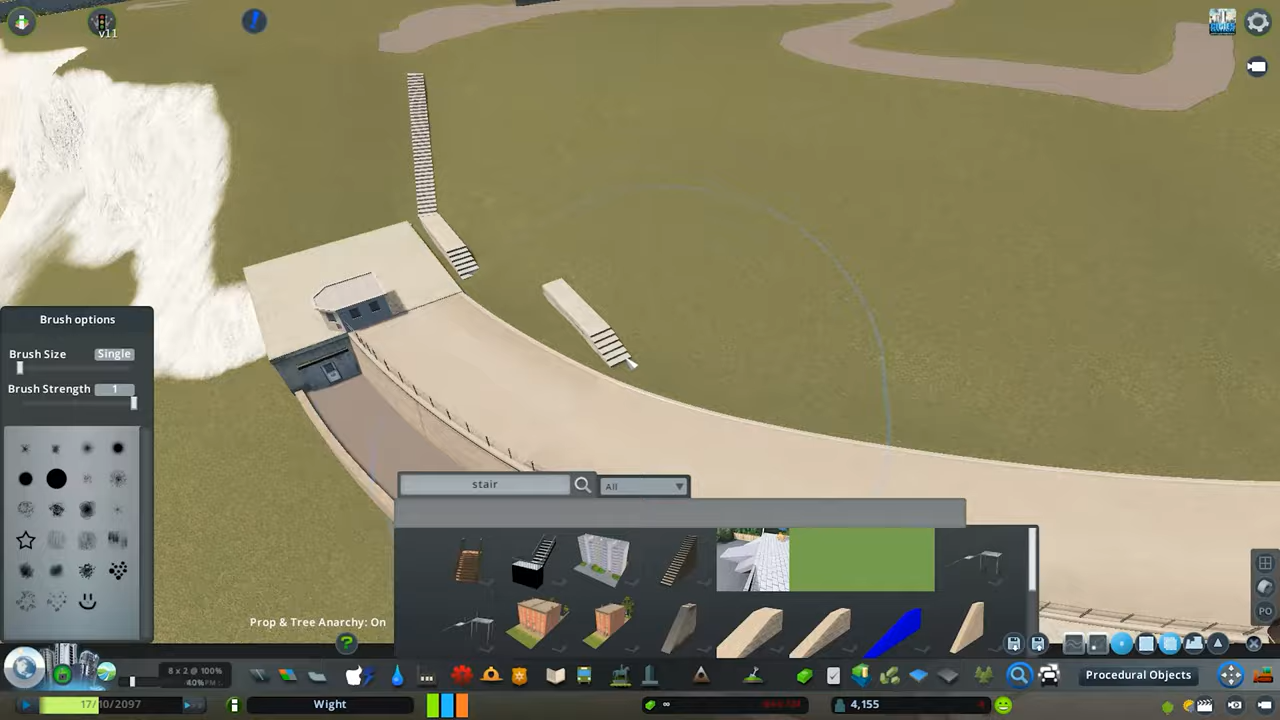 v11
Brush options
Brush Size Single
Brush Strength 1
stair
All
Prop & Tree Anarchy: On
8 x 2 @ 100%
Procedural Objects
17/10/2097
Wight
∞
4,155
PO